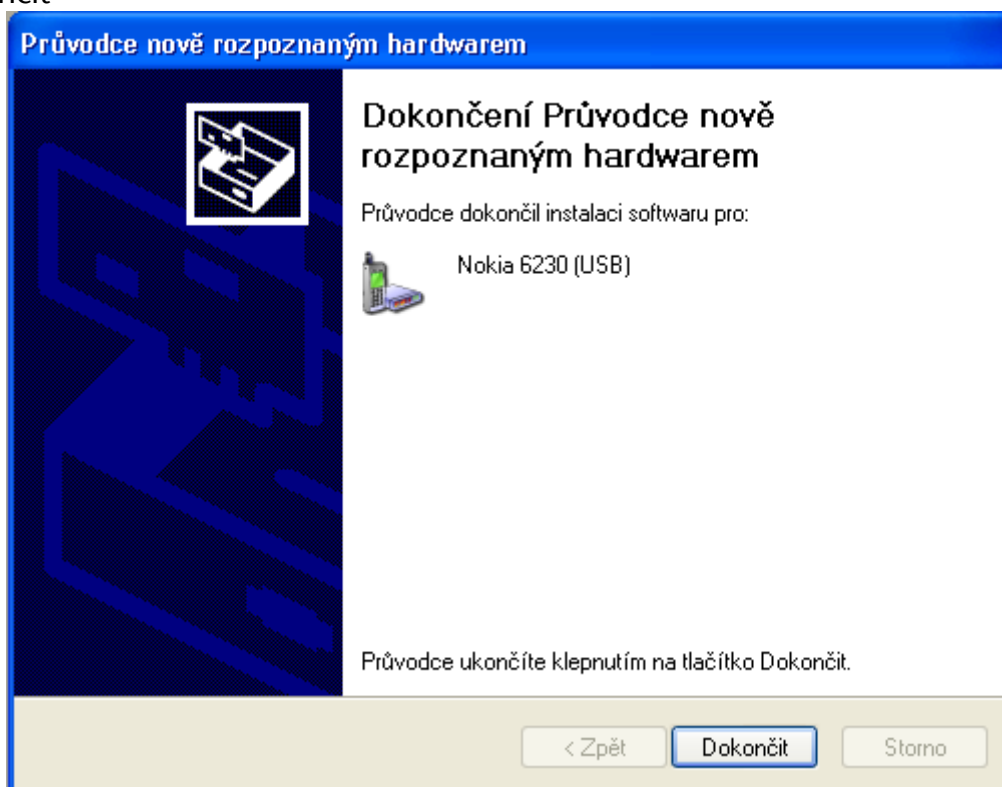 Průvodce nově rozpoznaným hardwarem
Dokončení Průvodce nově
rozpoznaným hardwarem
Průvodce dokončil instalaci softwaru pro:
Nokia 6230 (USB)
Průvodce ukončíte klepnutím na tlačítko Dokončit.
< Zpět
Dokončit
Storno